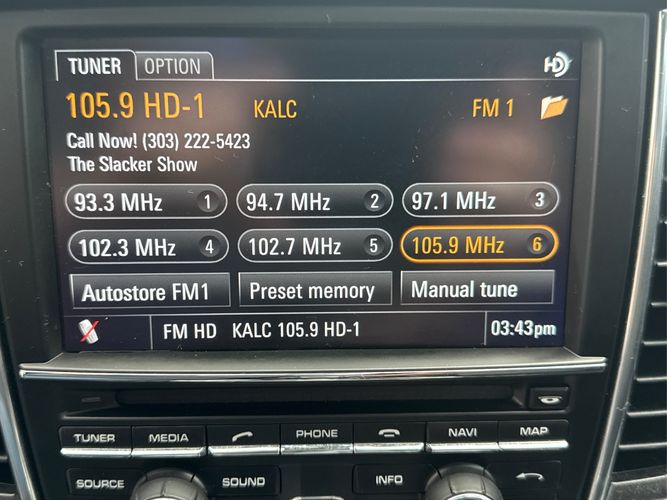 TUNER OPTION HD
105.9 HD-1 KALC FM 1
Call Now! (303) 222-5423
The Slacker Show
93.3 MHz 1 94.7 MHz 2 97.1 MHz 3
102.3 MHz 4 102.7 MHz 5 105.9 MHz 6
Autostore FM1 Preset memory Manual tune
FM HD KALC 105.9 HD-1 03:43pm
TUNER MEDIA PHONE NAVI MAP
SOURCE SOUND INFO